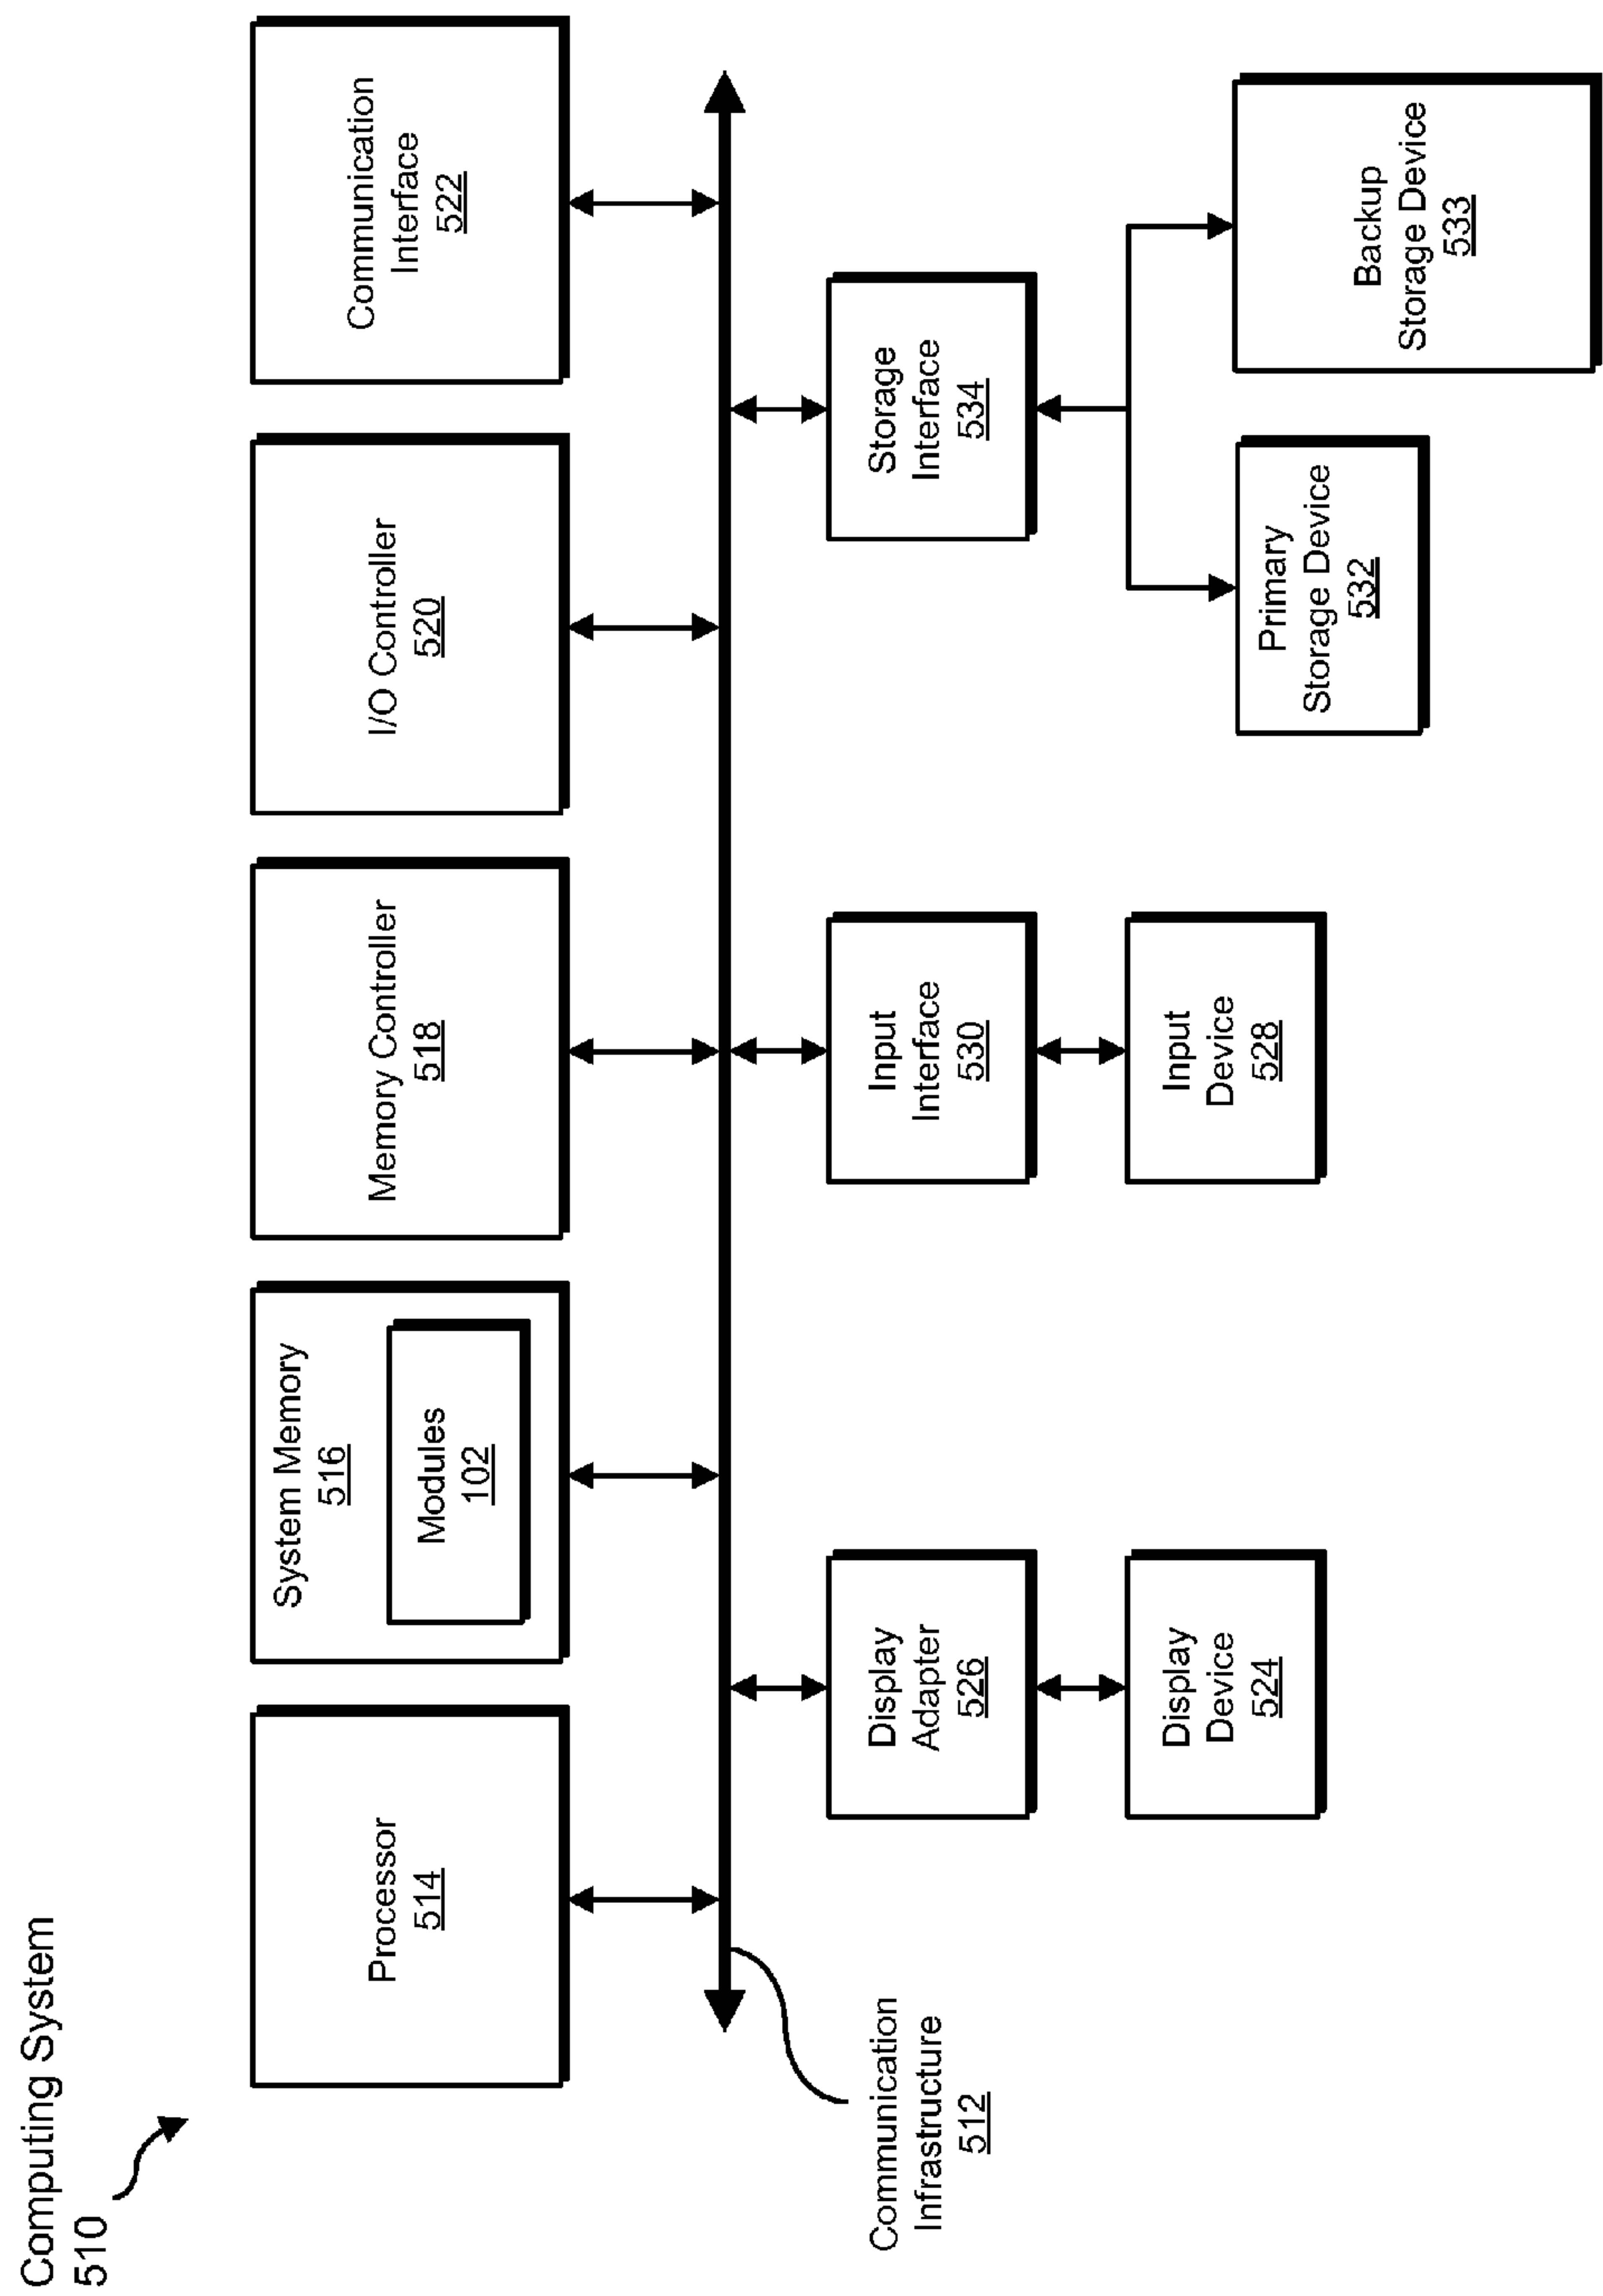 Computing System
510
Processor
514
System Memory
516
Modules
102
Memory Controller
518
I/O Controller
520
Communication
Interface
522
Communication
Infrastructure
512
Display
Adapter
526
Input
Interface
530
Storage
Interface
534
Display
Device
524
Input
Device
528
Primary
Storage Device
532
Backup
Storage Device
533